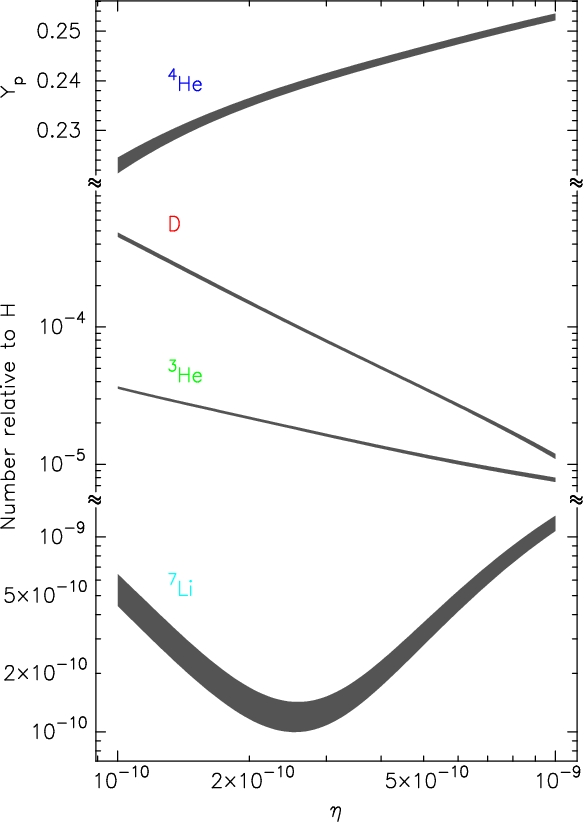 0.25
Y_p
⁴He
0.24
0.23
D
10⁻⁴
Number relative to H
³He
10⁻⁵
10⁻⁹
⁷Li
5×10⁻¹⁰
2×10⁻¹⁰
10⁻¹⁰
10⁻¹⁰ 2×10⁻¹⁰ 5×10⁻¹⁰ 10⁻⁹
η